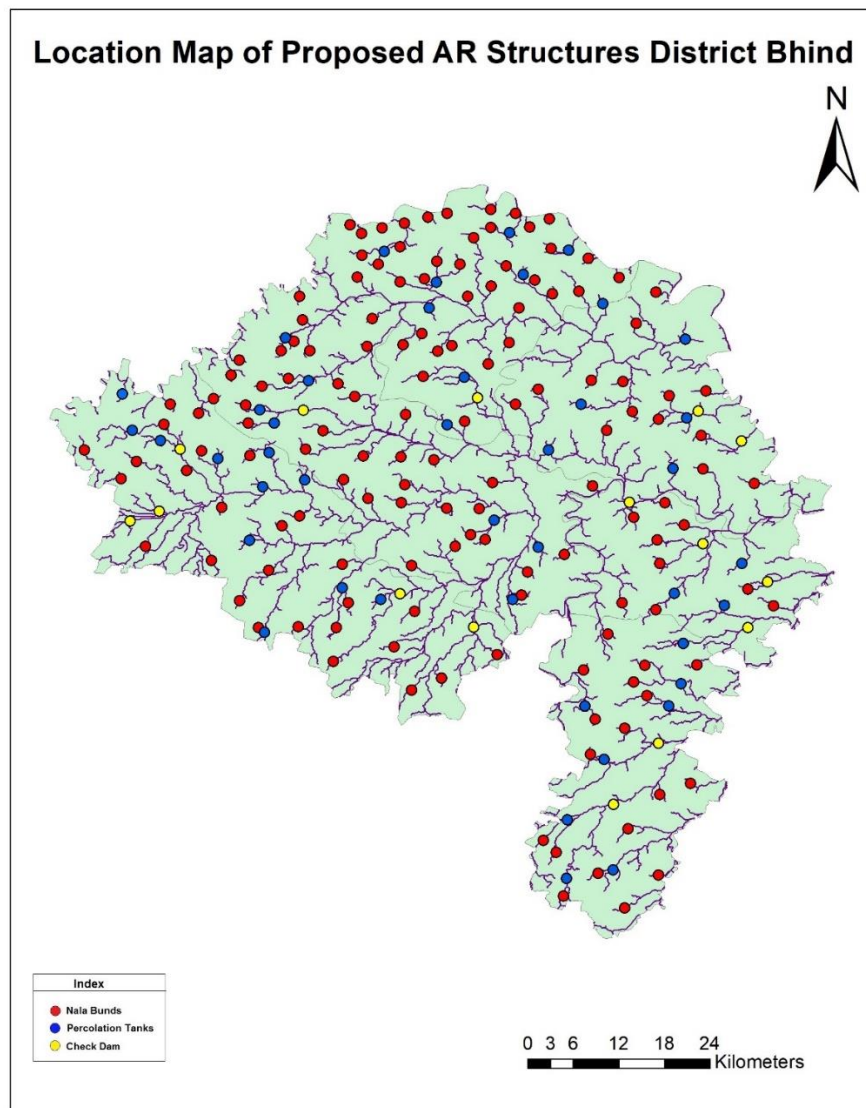 Location Map of Proposed AR Structures District Bhind
N
Index
Nala Bunds
Percolation Tanks
Check Dam
0 3 6 12 18 24
Kilometers